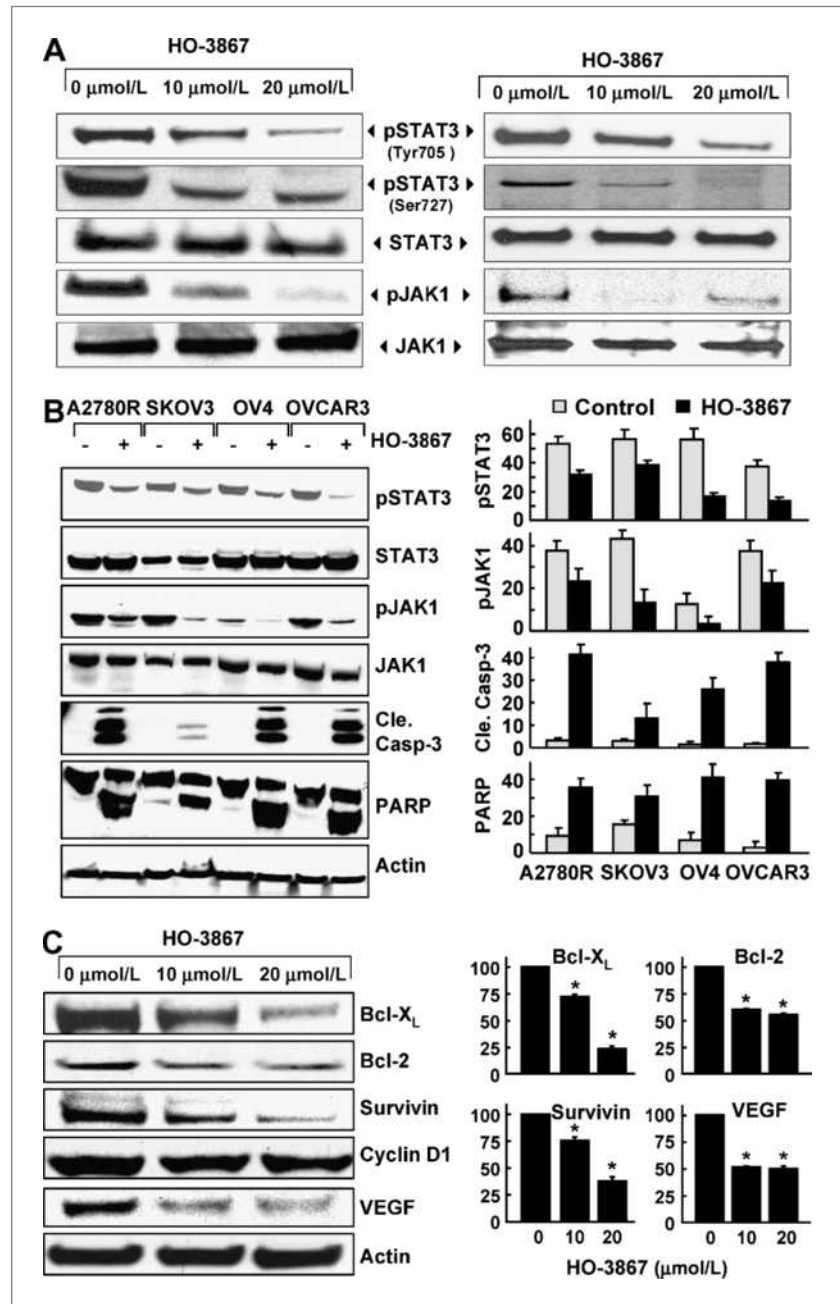 A
HO-3867
0 μmol/L 10 μmol/L 20 μmol/L
HO-3867
0 μmol/L 10 μmol/L 20 μmol/L
◄ pSTAT3 ►
(Tyr705 )
◄ pSTAT3 ►
(Ser727)
◄ STAT3 ►
◄ pJAK1 ►
◄ JAK1 ►
B
A2780R SKOV3 OV4 OVCAR3
- + - + - + - + HO-3867
pSTAT3
STAT3
pJAK1
JAK1
Cle.
Casp-3
PARP
Actin
Control HO-3867
pSTAT3
60
40
20
0
pJAK1
40
20
0
Cle. Casp-3
40
30
10
0
PARP
40
20
0
A2780R SKOV3 OV4 OVCAR3
C
HO-3867
0 μmol/L 10 μmol/L 20 μmol/L
Bcl-XL
Bcl-2
Survivin
Cyclin D1
VEGF
Actin
Bcl-XL
100
75
50
25
* *
Bcl-2
100
75
50
25
* *
Survivin
100
75
50
25
0
* *
0 10 20
VEGF
100
75
50
25
0
* *
0 10 20
HO-3867 (μmol/L)